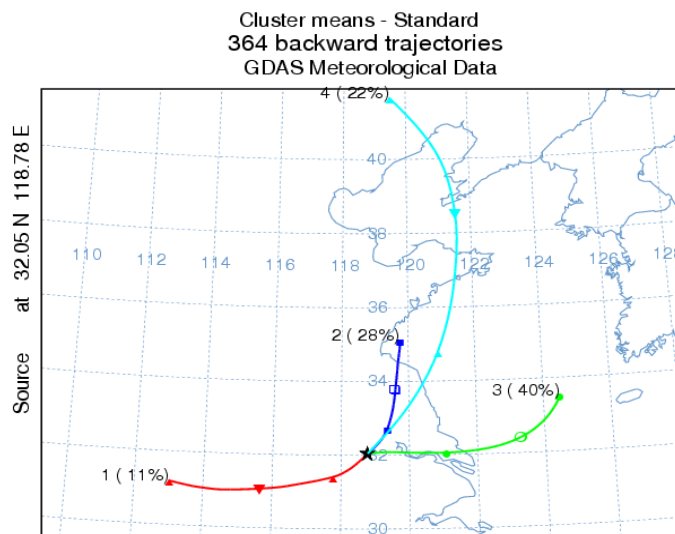 Cluster means - Standard
364 backward trajectories
GDAS Meteorological Data
Source at 32.05 N 118.78 E
4 ( 22%)
40
38
110 112 114 116 118 120 122 124 126 128
36
2 ( 28%)
34
3 ( 40%)
32
1 ( 11%)
30